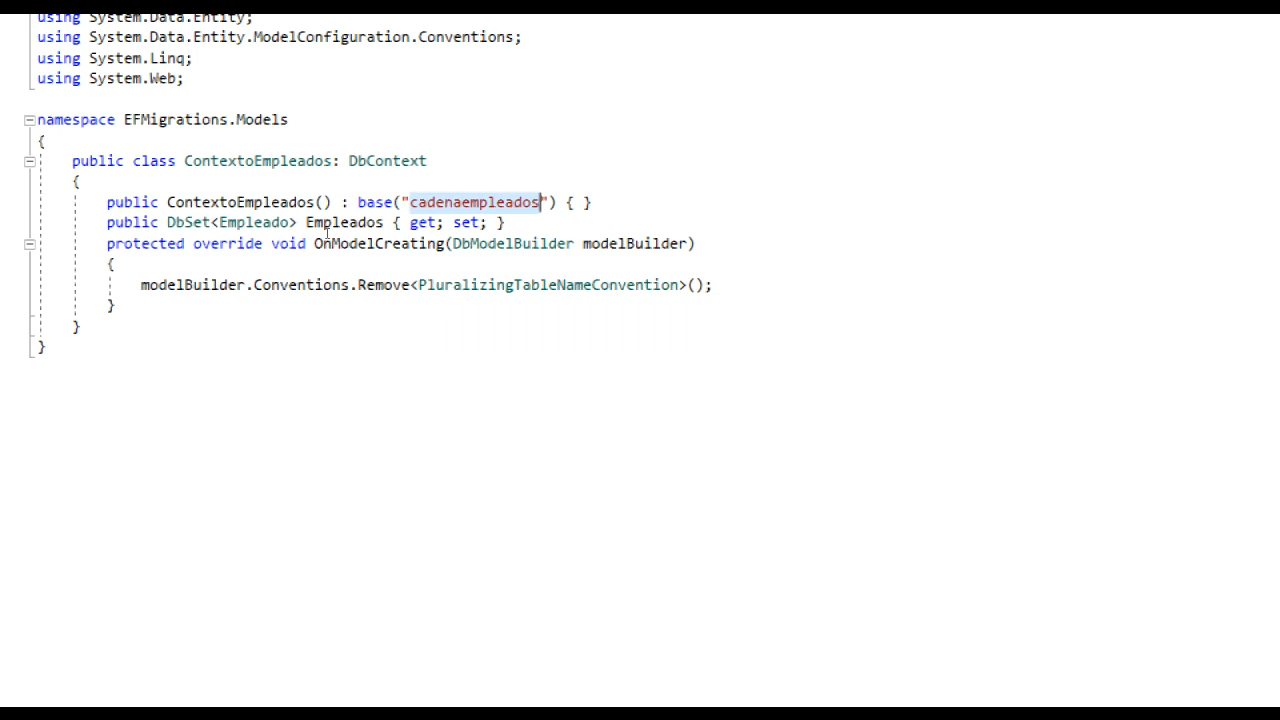 using System.Data.Entity;
using System.Data.Entity.ModelConfiguration.Conventions;
using System.Linq;
using System.Web;
namespace EFMigrations.Models
{
public class ContextoEmpleados: DbContext
{
public ContextoEmpleados() : base("cadenaempleados") { }
public DbSet<Empleado> Empleados { get; set; }
protected override void OnModelCreating(DbModelBuilder modelBuilder)
{
modelBuilder.Conventions.Remove<PluralizingTableNameConvention>();
}
}
}